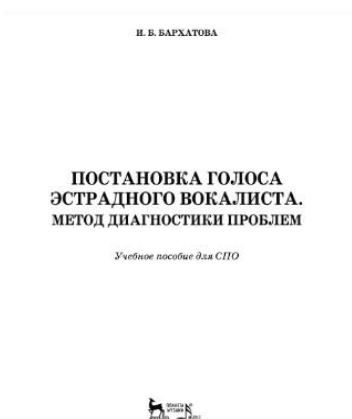 И. Б. БАРХАТОВА
ПОСТАНОВКА ГОЛОСА
ЭСТРАДНОГО ВОКАЛИСТА.
МЕТОД ДИАГНОСТИКИ ПРОБЛЕМ
Учебное пособие для СПО